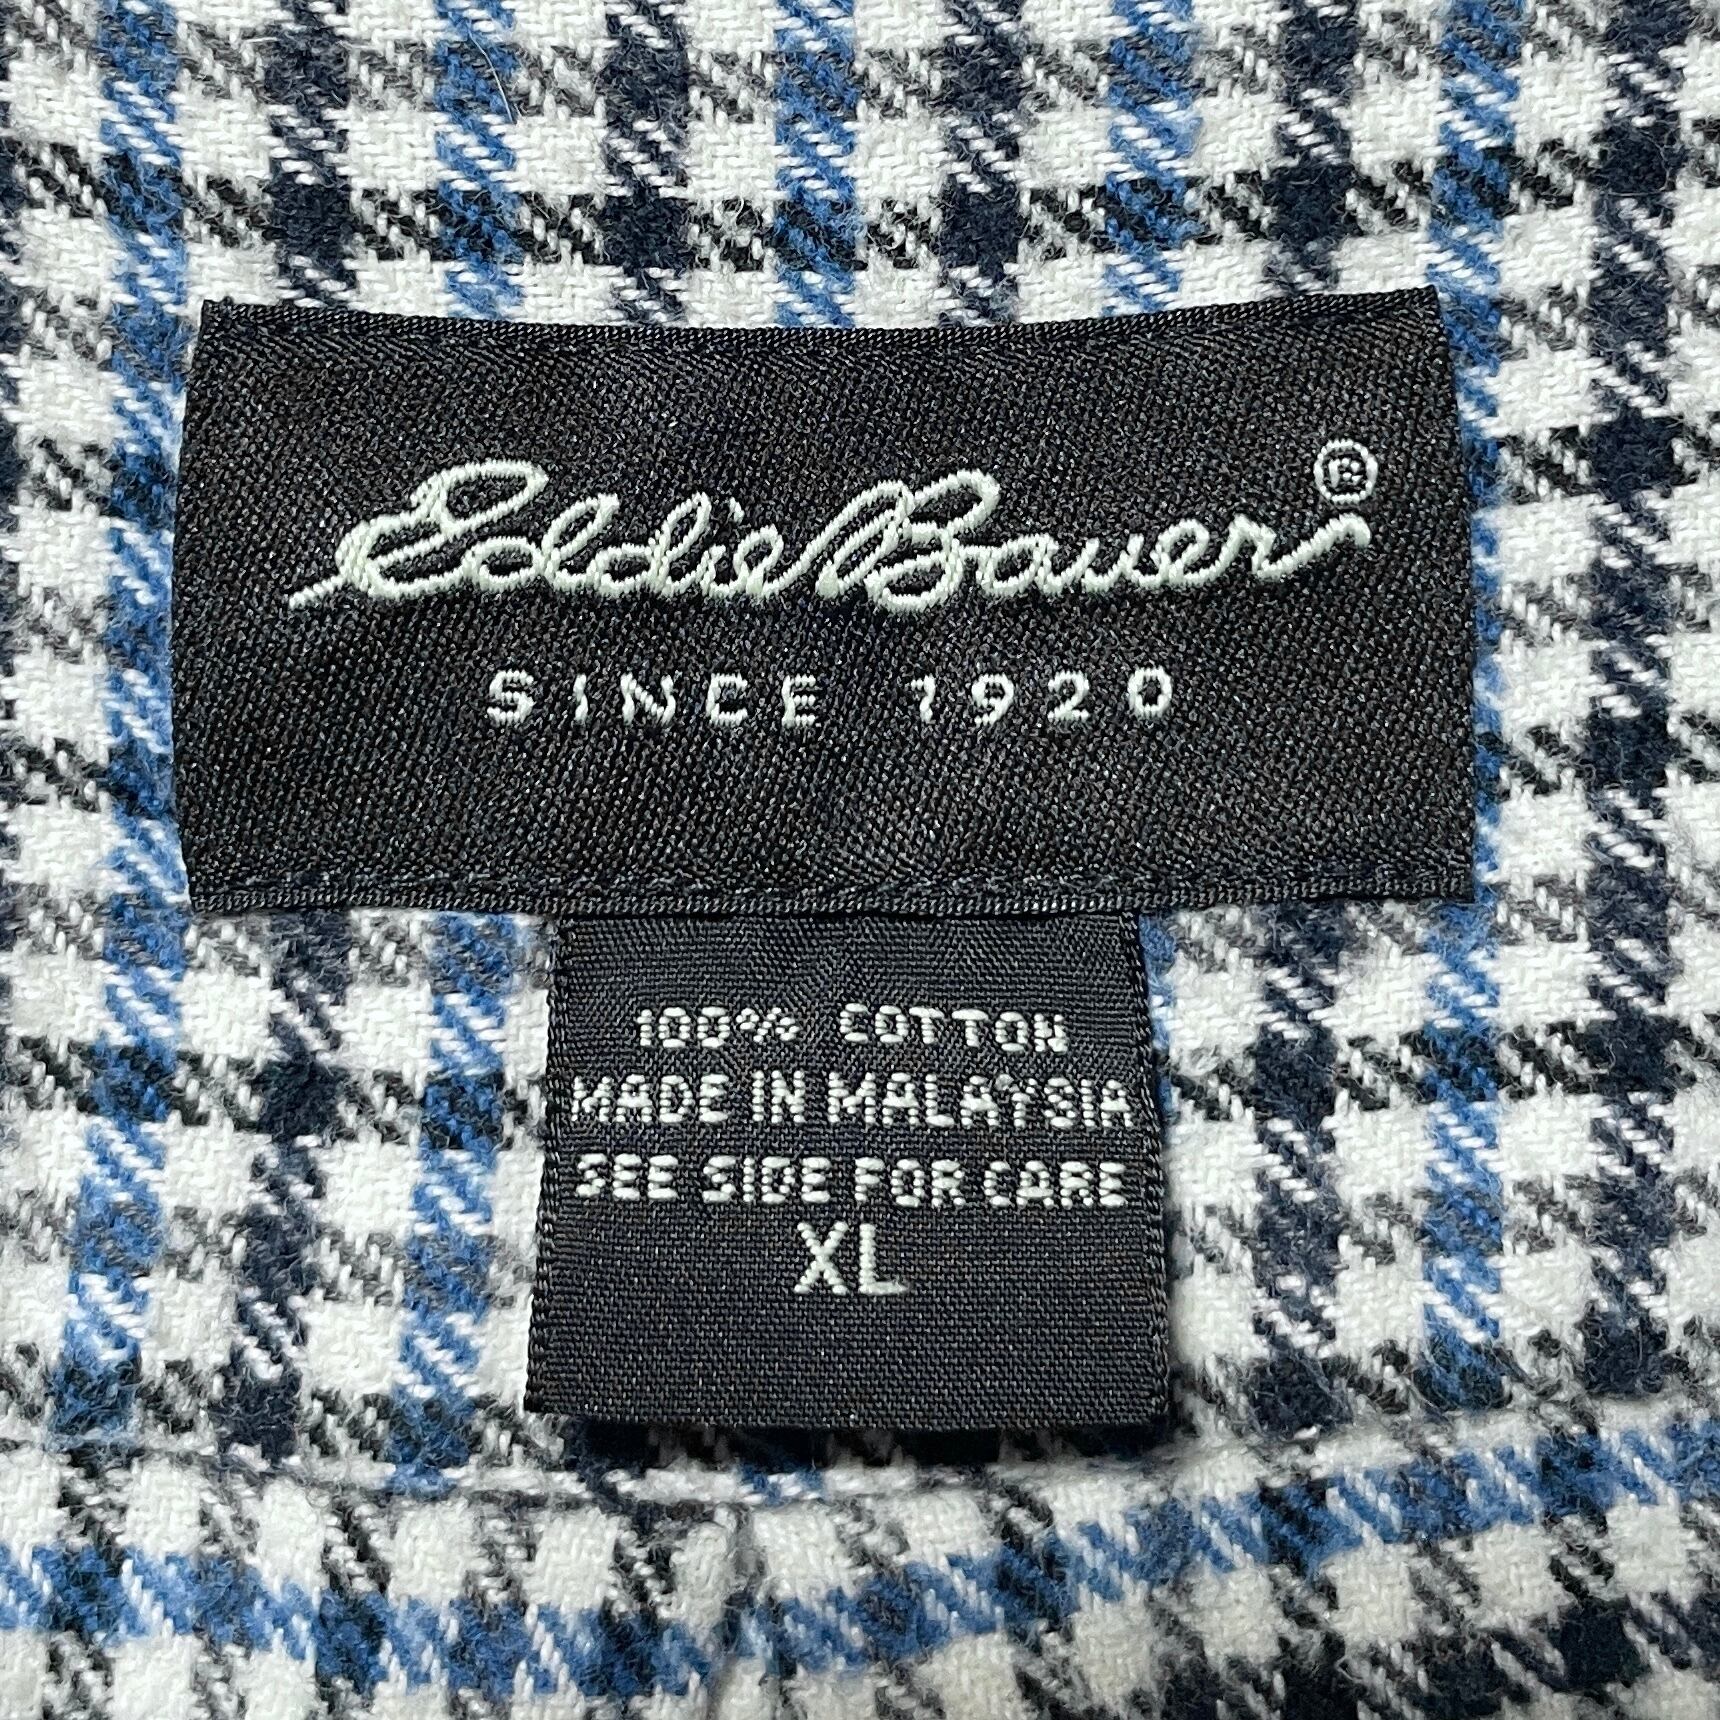 Eddie Bauer®
SINCE 1920
100% COTTON
MADE IN MALAYSIA
SEE SIDE FOR CARE
XL